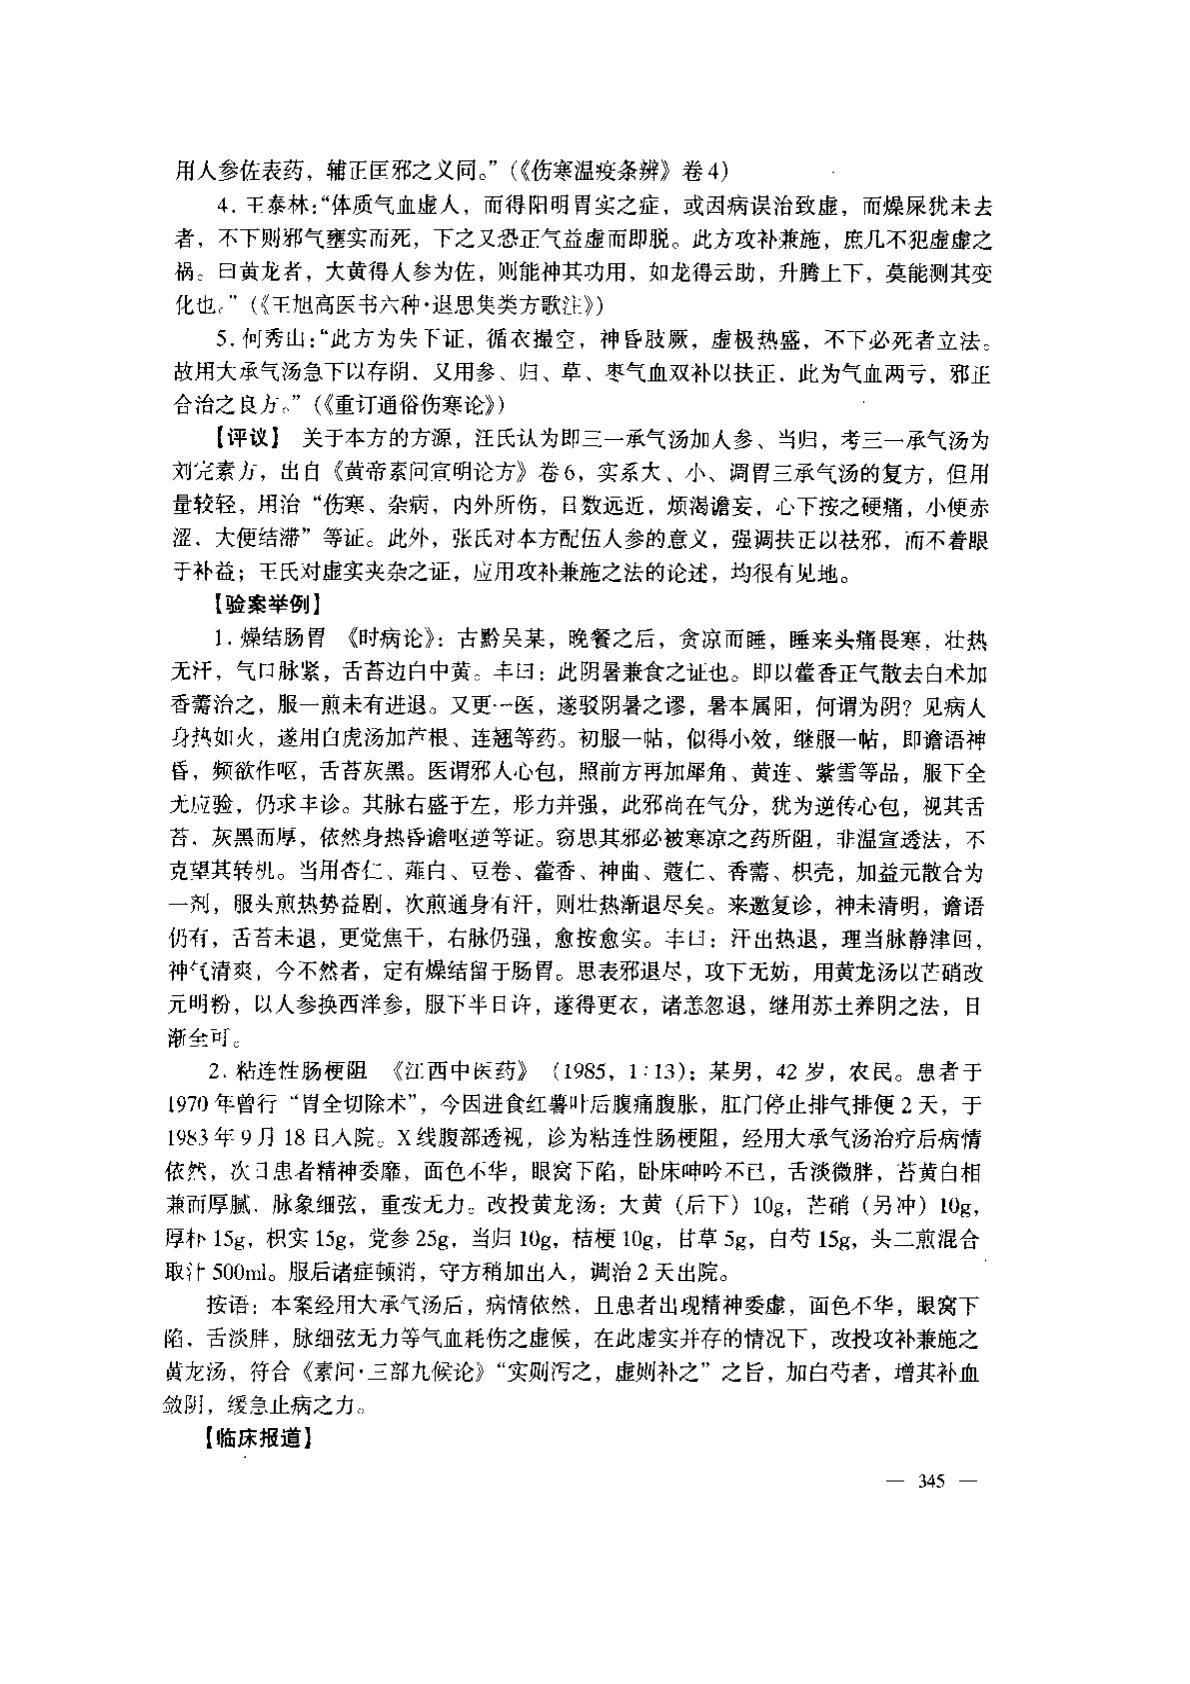 用人参佐表药，辅正匡邪之义同。”（《伤寒温疫条辨》卷4）
4. 王泰林：“体质气血虚人，而得阳明胃实之症，或因病误治致虚，而燥屎犹未去
者，不下则邪气壅实而死，下之又恐正气益虚而即脱。此方攻补兼施，庶几不犯虚虚之
祸。曰黄龙者，大黄得人参为佐，则能神其功用，如龙得云助，升腾上下，莫能测其变
化也。”（《王旭高医书六种·退思集类方歌注》）
5. 何秀山：“此方为失下证，循衣撮空，神昏肢厥，虚极热盛，不下必死者立法。
故用大承气汤急下以存阴，又用参、归、草、枣气血双补以扶正，此为气血两亏，邪正
合治之良方。”（《重订通俗伤寒论》）
【评议】 关于本方的方源，汪氏认为即三一承气汤加人参、当归，考三一承气汤为
刘完素方，出自《黄帝素问宣明论方》卷6，实系大、小、调胃三承气汤的复方，但用
量较轻，用治“伤寒、杂病，内外所伤，日数远近，烦渴谵妄，心下按之硬痛，小便赤
涩，大便结滞”等证。此外，张氏对本方配伍人参的意义，强调扶正以祛邪，而不着眼
于补益；王氏对虚实夹杂之证，应用攻补兼施之法的论述，均很有见地。
【验案举例】
1. 燥结肠胃 《时病论》：古黔吴某，晚餐之后，贪凉而睡，睡来头痛畏寒，壮热
无汗，气口脉紧，舌苔边白中黄。丰曰：此阴暑兼食之证也。即以藿香正气散去白术加
香薷治之，服一煎未有进退。又更一医，遂驳阴暑之谬，暑本属阳，何谓为阴？见病人
身热如火，遂用白虎汤加芦根、连翘等药。初服一帖，似得小效，继服一帖，即谵语神
昏，频欲作呕，舌苔灰黑。医谓邪人心包，照前方再加犀角、黄连、紫雪等品，服下全
尤应验，仍求丰诊。其脉右盛于左，形力并强，此邪尚在气分，犹为逆传心包，视其舌
苔，灰黑而厚，依然身热昏谵呕逆等证。窃思其邪必被寒凉之药所阻，非温宣透法，不
克望其转机。当用杏仁、薤白、豆卷、藿香、神曲、蔻仁、香薷、枳壳，加益元散合为
一剂，服头煎热势益剧，次煎通身有汗，则壮热渐退尽矣。来邀复诊，神未清明，谵语
仍有，舌苔未退，更觉焦干，右脉仍强，愈按愈实。丰曰：汗出热退，理当脉静津回，
神气清爽，今不然者，定有燥结留于肠胃。思表邪退尽，攻下无妨，用黄龙汤以芒硝改
元明粉，以人参换西洋参，服下半日许，遂得更衣，诸恙忽退，继用苏土养阴之法，日
渐全可。
2. 粘连性肠梗阻 《江西中医药》（1985，1∶13）：某男，42岁，农民。患者于
1970年曾行“胃全切除术”，今因进食红薯叶后腹痛腹胀，肛门停止排气排便2天，于
1983年9月18日入院。X线腹部透视，诊为粘连性肠梗阻，经用大承气汤治疗后病情
依然，次日患者精神委靡，面色不华，眼窝下陷，卧床呻吟不已，舌淡微胖，苔黄白相
兼而厚腻，脉象细弦，重按无力。改投黄龙汤：大黄（后下）10g，芒硝（另冲）10g，
厚朴15g，枳实15g，党参25g，当归10g，桔梗10g，甘草5g，白芍15g，头二煎混合
取汁500ml。服后诸症顿消，守方稍加出入，调治2天出院。
按语：本案经用大承气汤后，病情依然，且患者出现精神委虚，面色不华，眼窝下
陷，舌淡胖，脉细弦无力等气血耗伤之虚候，在此虚实并存的情况下，改投攻补兼施之
黄龙汤，符合《素问·三部九候论》“实则泻之，虚则补之”之旨，加白芍者，增其补血
敛阴，缓急止病之力。
【临床报道】
— 345 —